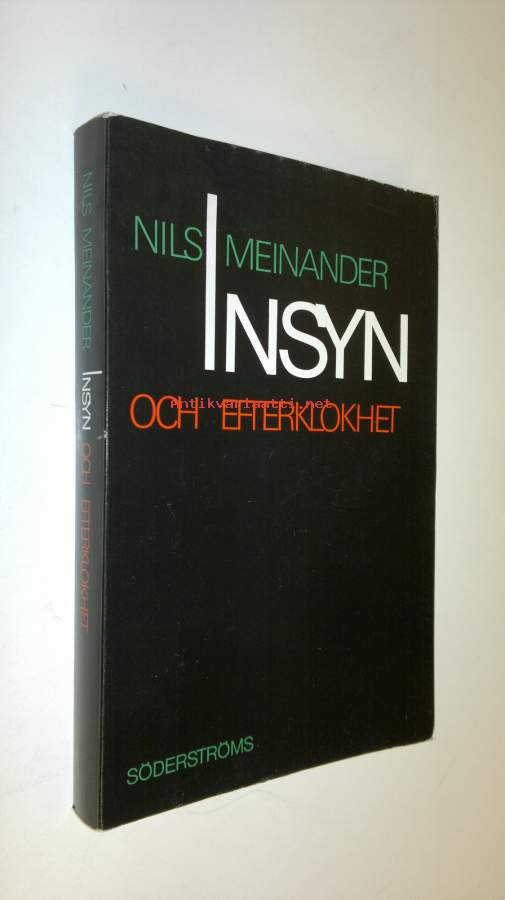 NILS MEINANDER
INSYN
OCH EFTERKLOKHET
SÖDERSTRÖMS
NILS MEINANDER INSYN OCH EFTERKLOKHET
Antikvariaatti.net